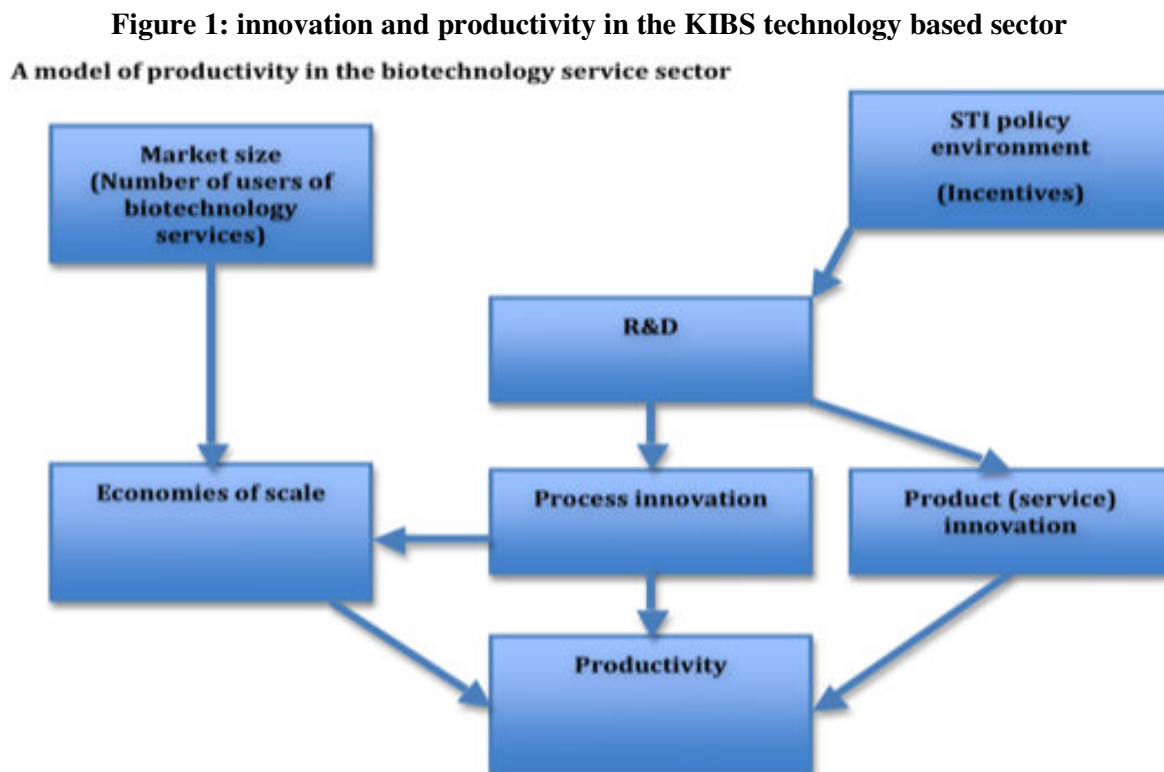 Figure 1: innovation and productivity in the KIBS technology based sector
A model of productivity in the biotechnology service sector
Market size
(Number of users of
biotechnology
services)
STI policy
environment
(Incentives)
R&D
Economies of scale
Process innovation
Product (service)
innovation
Productivity